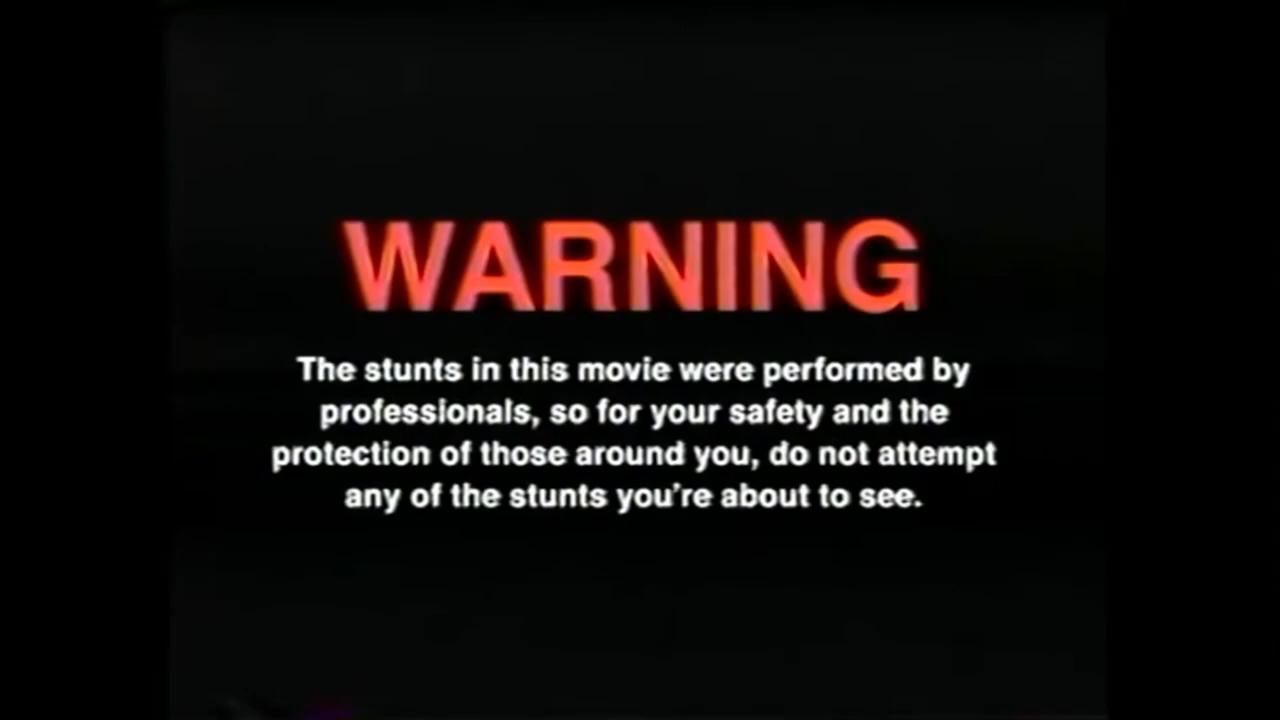 WARNING
The stunts in this movie were performed by
professionals, so for your safety and the
protection of those around you, do not attempt
any of the stunts you're about to see.